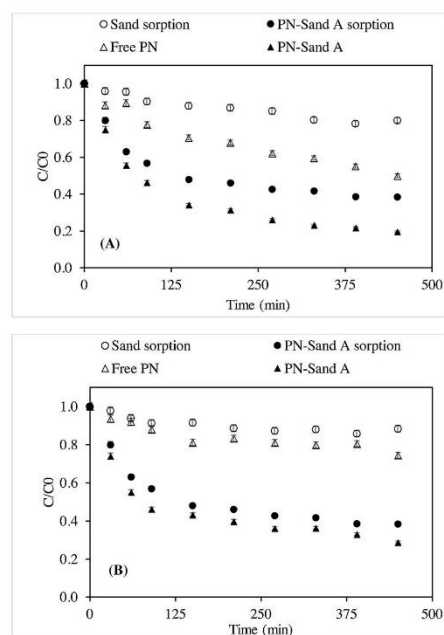 ○ Sand sorption ● PN-Sand A sorption
△ Free PN ▲ PN-Sand A
1.0
0.8
0.6
0.4
0.2
0.0
C/C0
(A)
0 125 250 375 500
Time (min)
○ Sand sorption ● PN-Sand A sorption
△ Free PN ▲ PN-Sand A
1.0
0.8
0.6
0.4
0.2
0.0
C/C0
(B)
0 125 250 375 500
Time (min)